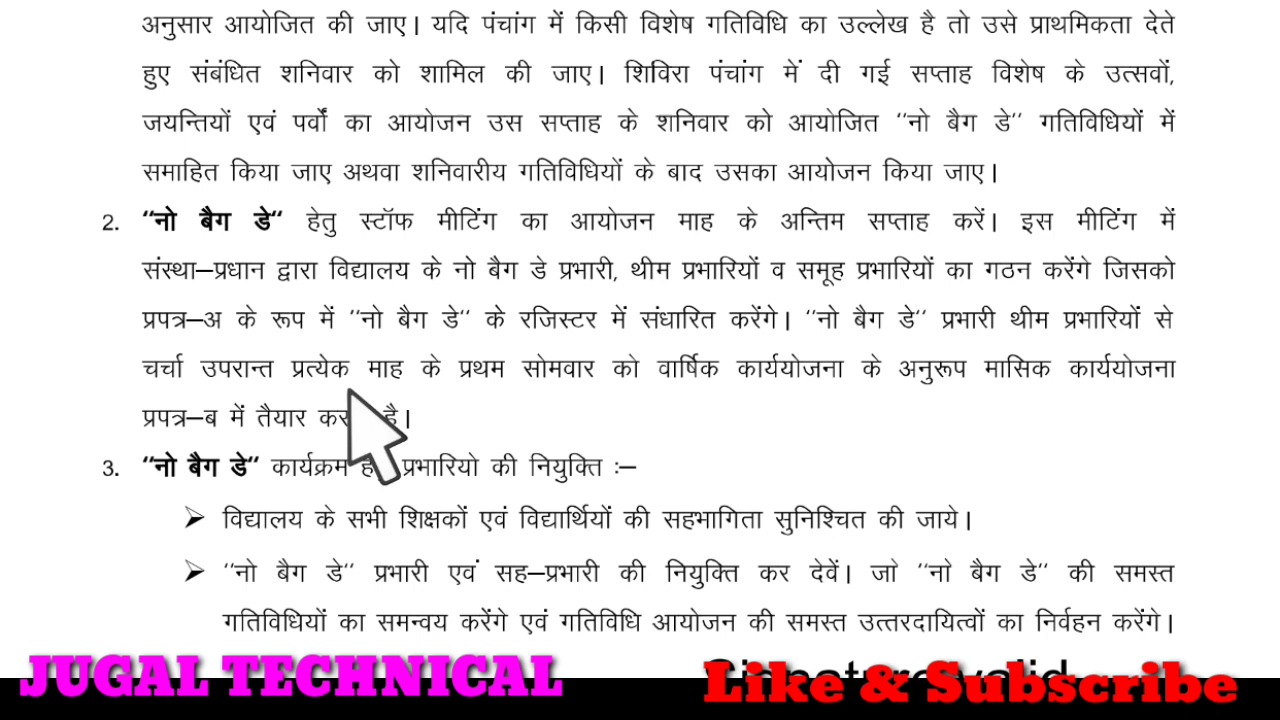 अनुसार आयोजित की जाए। यदि पंचांग में किसी विशेष गतिविधि का उल्लेख है तो उसे प्राथमिकता देते
हुए संबंधित शनिवार को शामिल की जाए। शिविरा पंचांग में दी गई सप्ताह विशेष के उत्सवों,
जयन्तियों एवं पर्वों का आयोजन उस सप्ताह के शनिवार को आयोजित ''नो बैग डे'' गतिविधियों में
समाहित किया जाए अथवा शनिवारीय गतिविधियों के बाद उसका आयोजन किया जाए।
2. "नो बैग डे" हेतु स्टॉफ मीटिंग का आयोजन माह के अन्तिम सप्ताह करें। इस मीटिंग में
संस्था–प्रधान द्वारा विद्यालय के नो बैग डे प्रभारी, थीम प्रभारियों व समूह प्रभारियों का गठन करेंगे जिसको
प्रपत्र–अ के रूप में ''नो बैग डे'' के रजिस्टर में संधारित करेंगे। ''नो बैग डे'' प्रभारी थीम प्रभारियों से
चर्चा उपरान्त प्रत्येक माह के प्रथम सोमवार को वार्षिक कार्ययोजना के अनुरूप मासिक कार्ययोजना
प्रपत्र–ब में तैयार है।
3. "नो बैग डे" कार्यक्रम प्रभारियो की नियुक्ति :–
➢ विद्यालय के सभी शिक्षकों एवं विद्यार्थियों की सहभागिता सुनिश्चित की जाये।
➢ ''नो बैग डे'' प्रभारी एवं सह–प्रभारी की नियुक्ति कर देवें। जो ''नो बैग डे'' की समस्त
गतिविधियों का समन्वय करेंगे एवं गतिविधि आयोजन की समस्त उत्तरदायित्वों का निर्वहन करेंगे।
JUGAL TECHNICAL Like & Subscribe